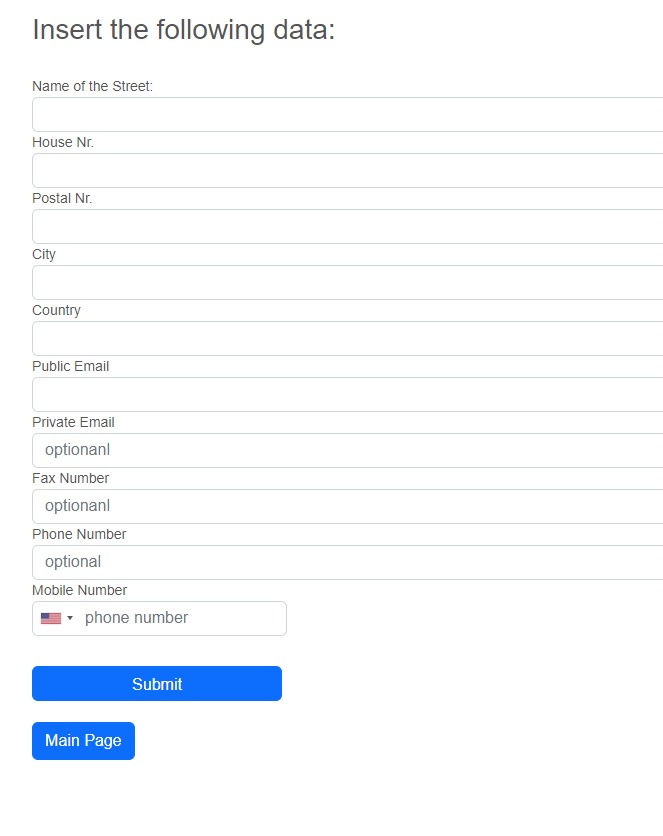 Insert the following data:
Name of the Street:
House Nr.
Postal Nr.
City
Country
Public Email
Private Email
optionanl
Fax Number
optionanl
Phone Number
optional
Mobile Number
phone number
Submit
Main Page